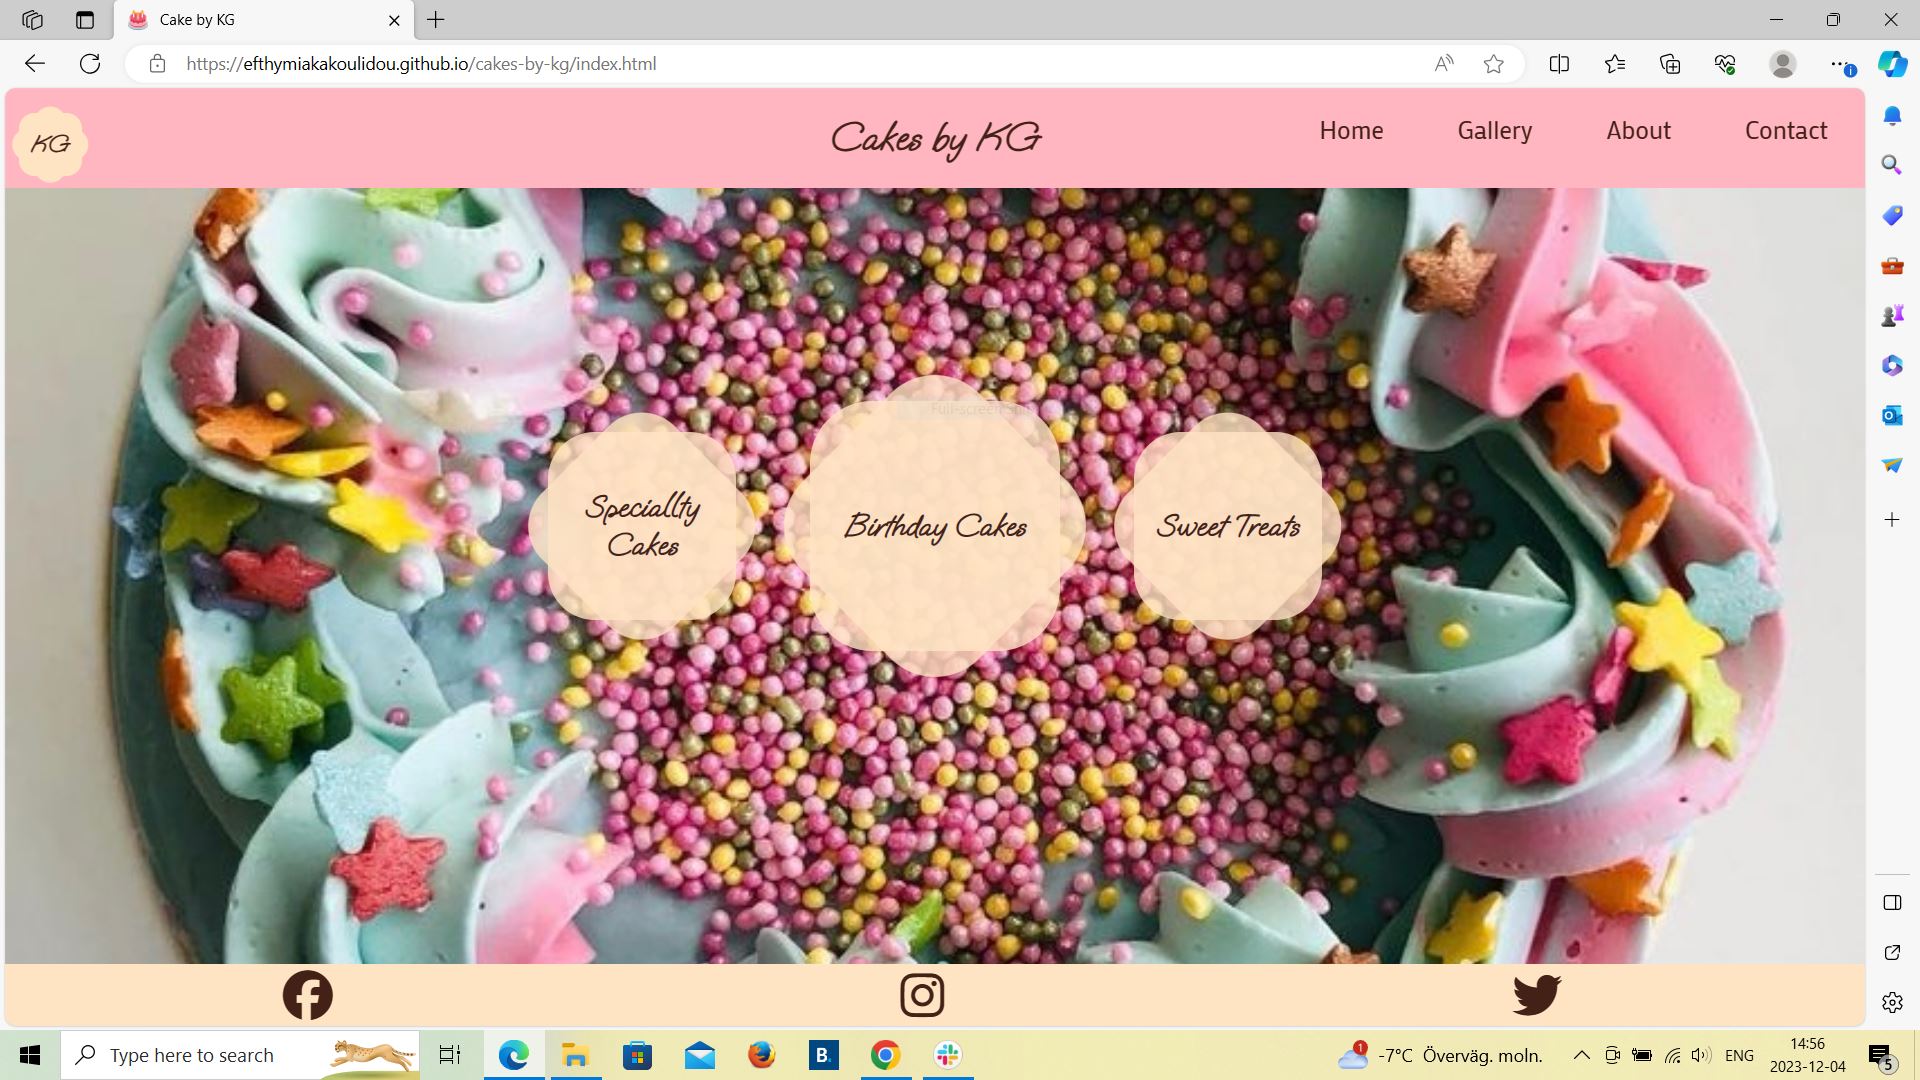 Cake by KG
https://efthymiakakoulidou.github.io/cakes-by-kg/index.html
KG
Cakes by KG
Home Gallery About Contact
Speciallty
Cakes
Birthday Cakes
Sweet Treats
Type here to search
B.
1
-7°C Överväg. moln.
ENG
14:56
2023-12-04
5